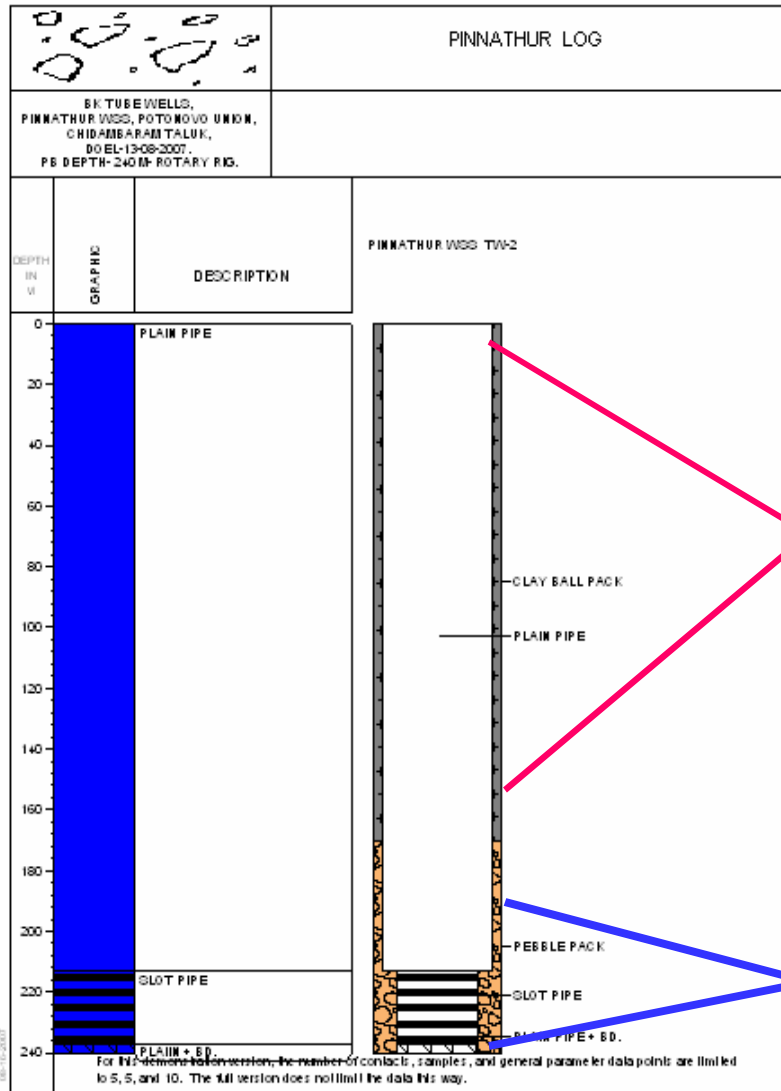 PINNATHUR LOG
BK TUBEWELLS,
PINNATHUR WSS, POTONOVO UNION,
CHIDAMBARAM TALUK,
DOEL-13-08-2007.
PB DEPTH-240M-ROTARY RIG.
DEPTH
IN
M
GRAPHIC
DESCRIPTION
PINNATHUR WSS TW-2
0
PLAIN PIPE
20
40
60
80
CLAY BALL PACK
100
PLAIN PIPE
120
140
160
180
200
PEBBLE PACK
SLOT PIPE
220
SLOT PIPE
PLAIN PIPE + BD.
240
PLAIIN + BD.
For this demonstration version, the number of contacts, samples, and general parameter data points are limited
to 5, 5, and 10. The full version does not limit the data this way.